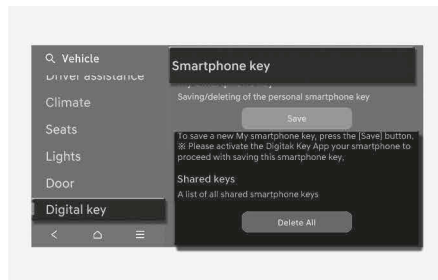 Vehicle
Driver assistance
Climate
Seats
Lights
Door
Digital key
Smartphone key
Saving/deleting of the personal smartphone key
Save
To save a new My smartphone key, press the [Save] button.
※ Please activate the Digitak Key App your smartphone to
proceed with saving this smartphone key,
Shared keys
A list of all shared smartphone keys
Delete All